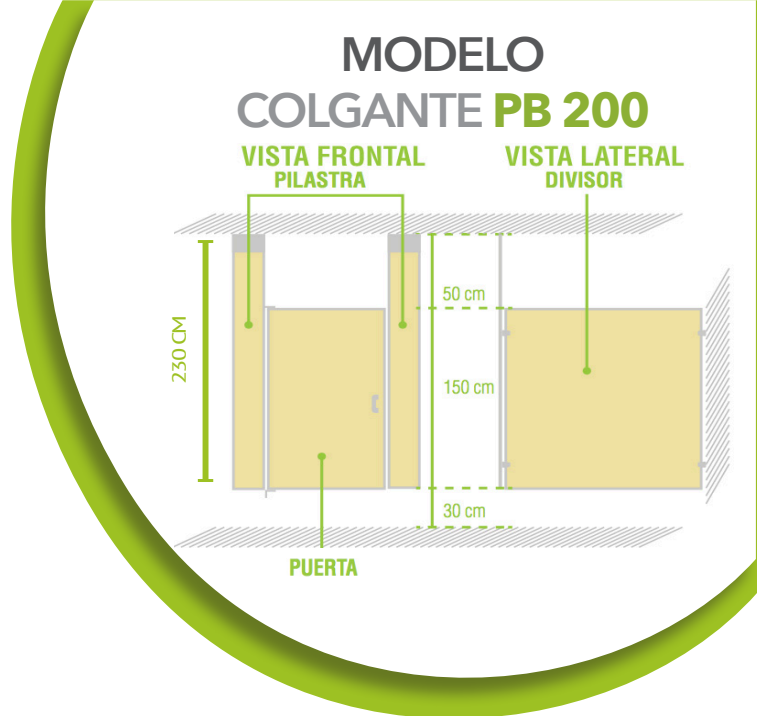 MODELO
COLGANTE PB 200
VISTA FRONTAL
PILASTRA
VISTA LATERAL
DIVISOR
230 CM
50 cm
150 cm
30 cm
PUERTA